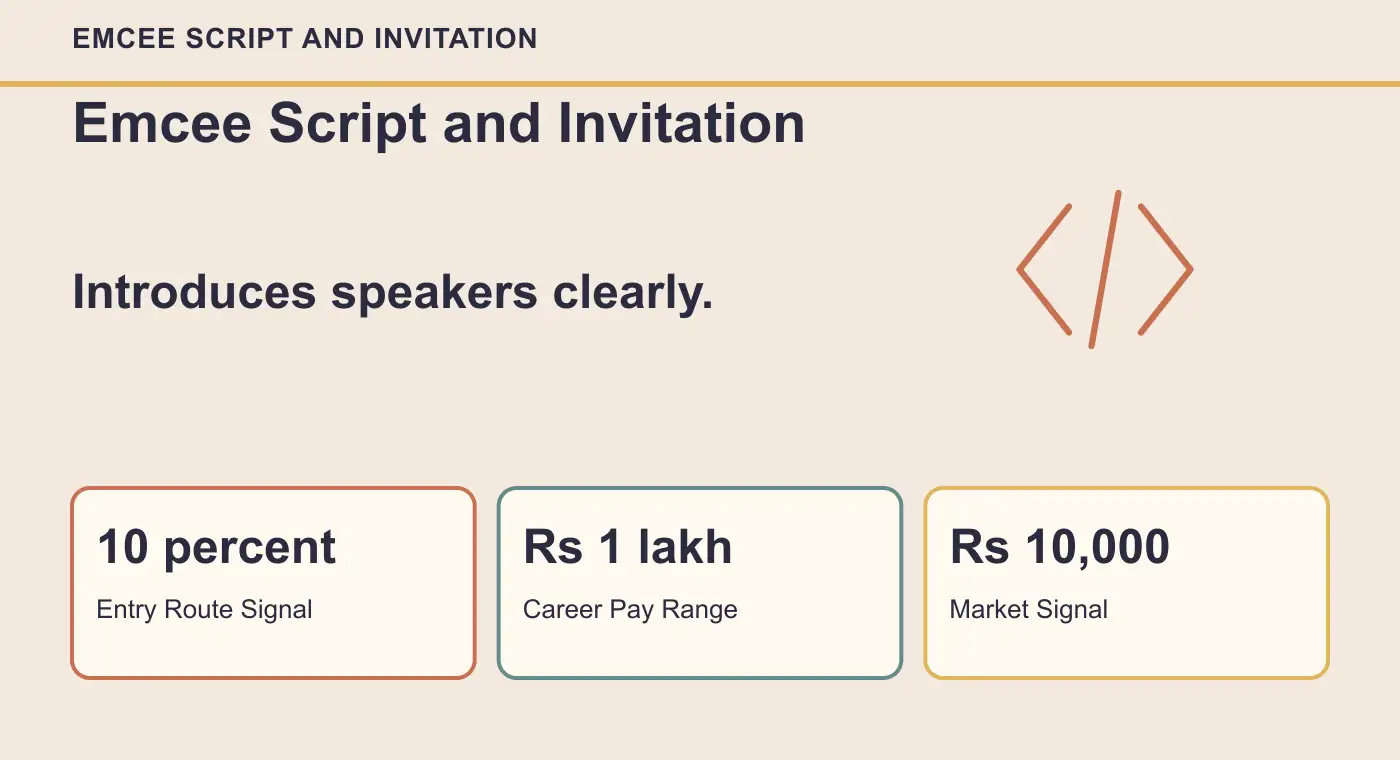 EMCEE SCRIPT AND INVITATION
Emcee Script and Invitation
Introduces speakers clearly.
10 percent
Entry Route Signal
Rs 1 lakh
Career Pay Range
Rs 10,000
Market Signal